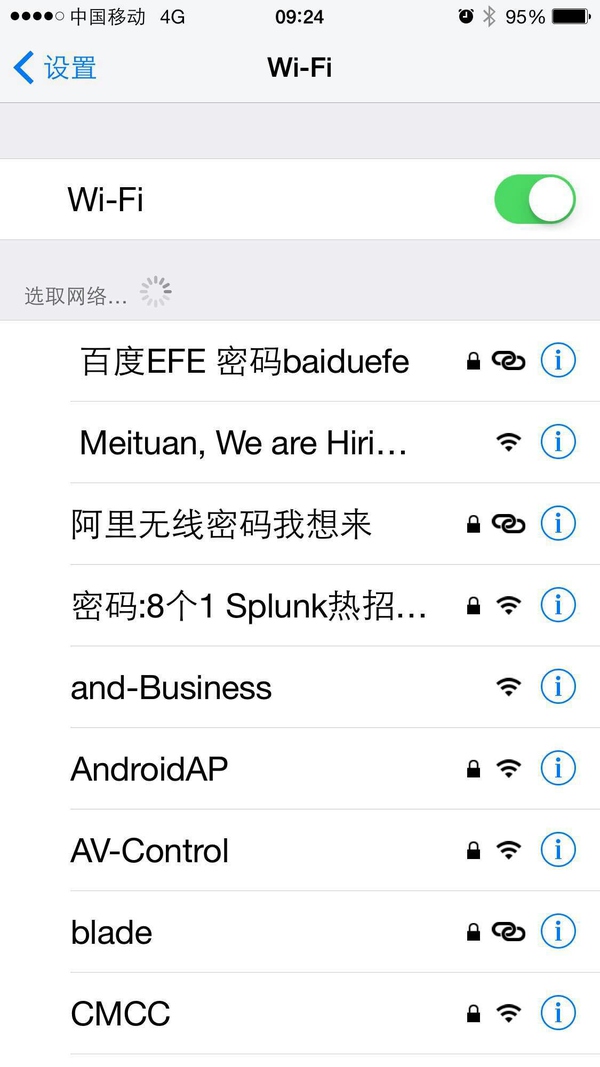 中国移动 4G 09:24 95%
设置 Wi-Fi
Wi-Fi
选取网络...
百度EFE 密码baiduefe
Meituan, We are Hiri...
阿里无线密码我想来
密码:8个1 Splunk热招...
and-Business
AndroidAP
AV-Control
blade
CMCC